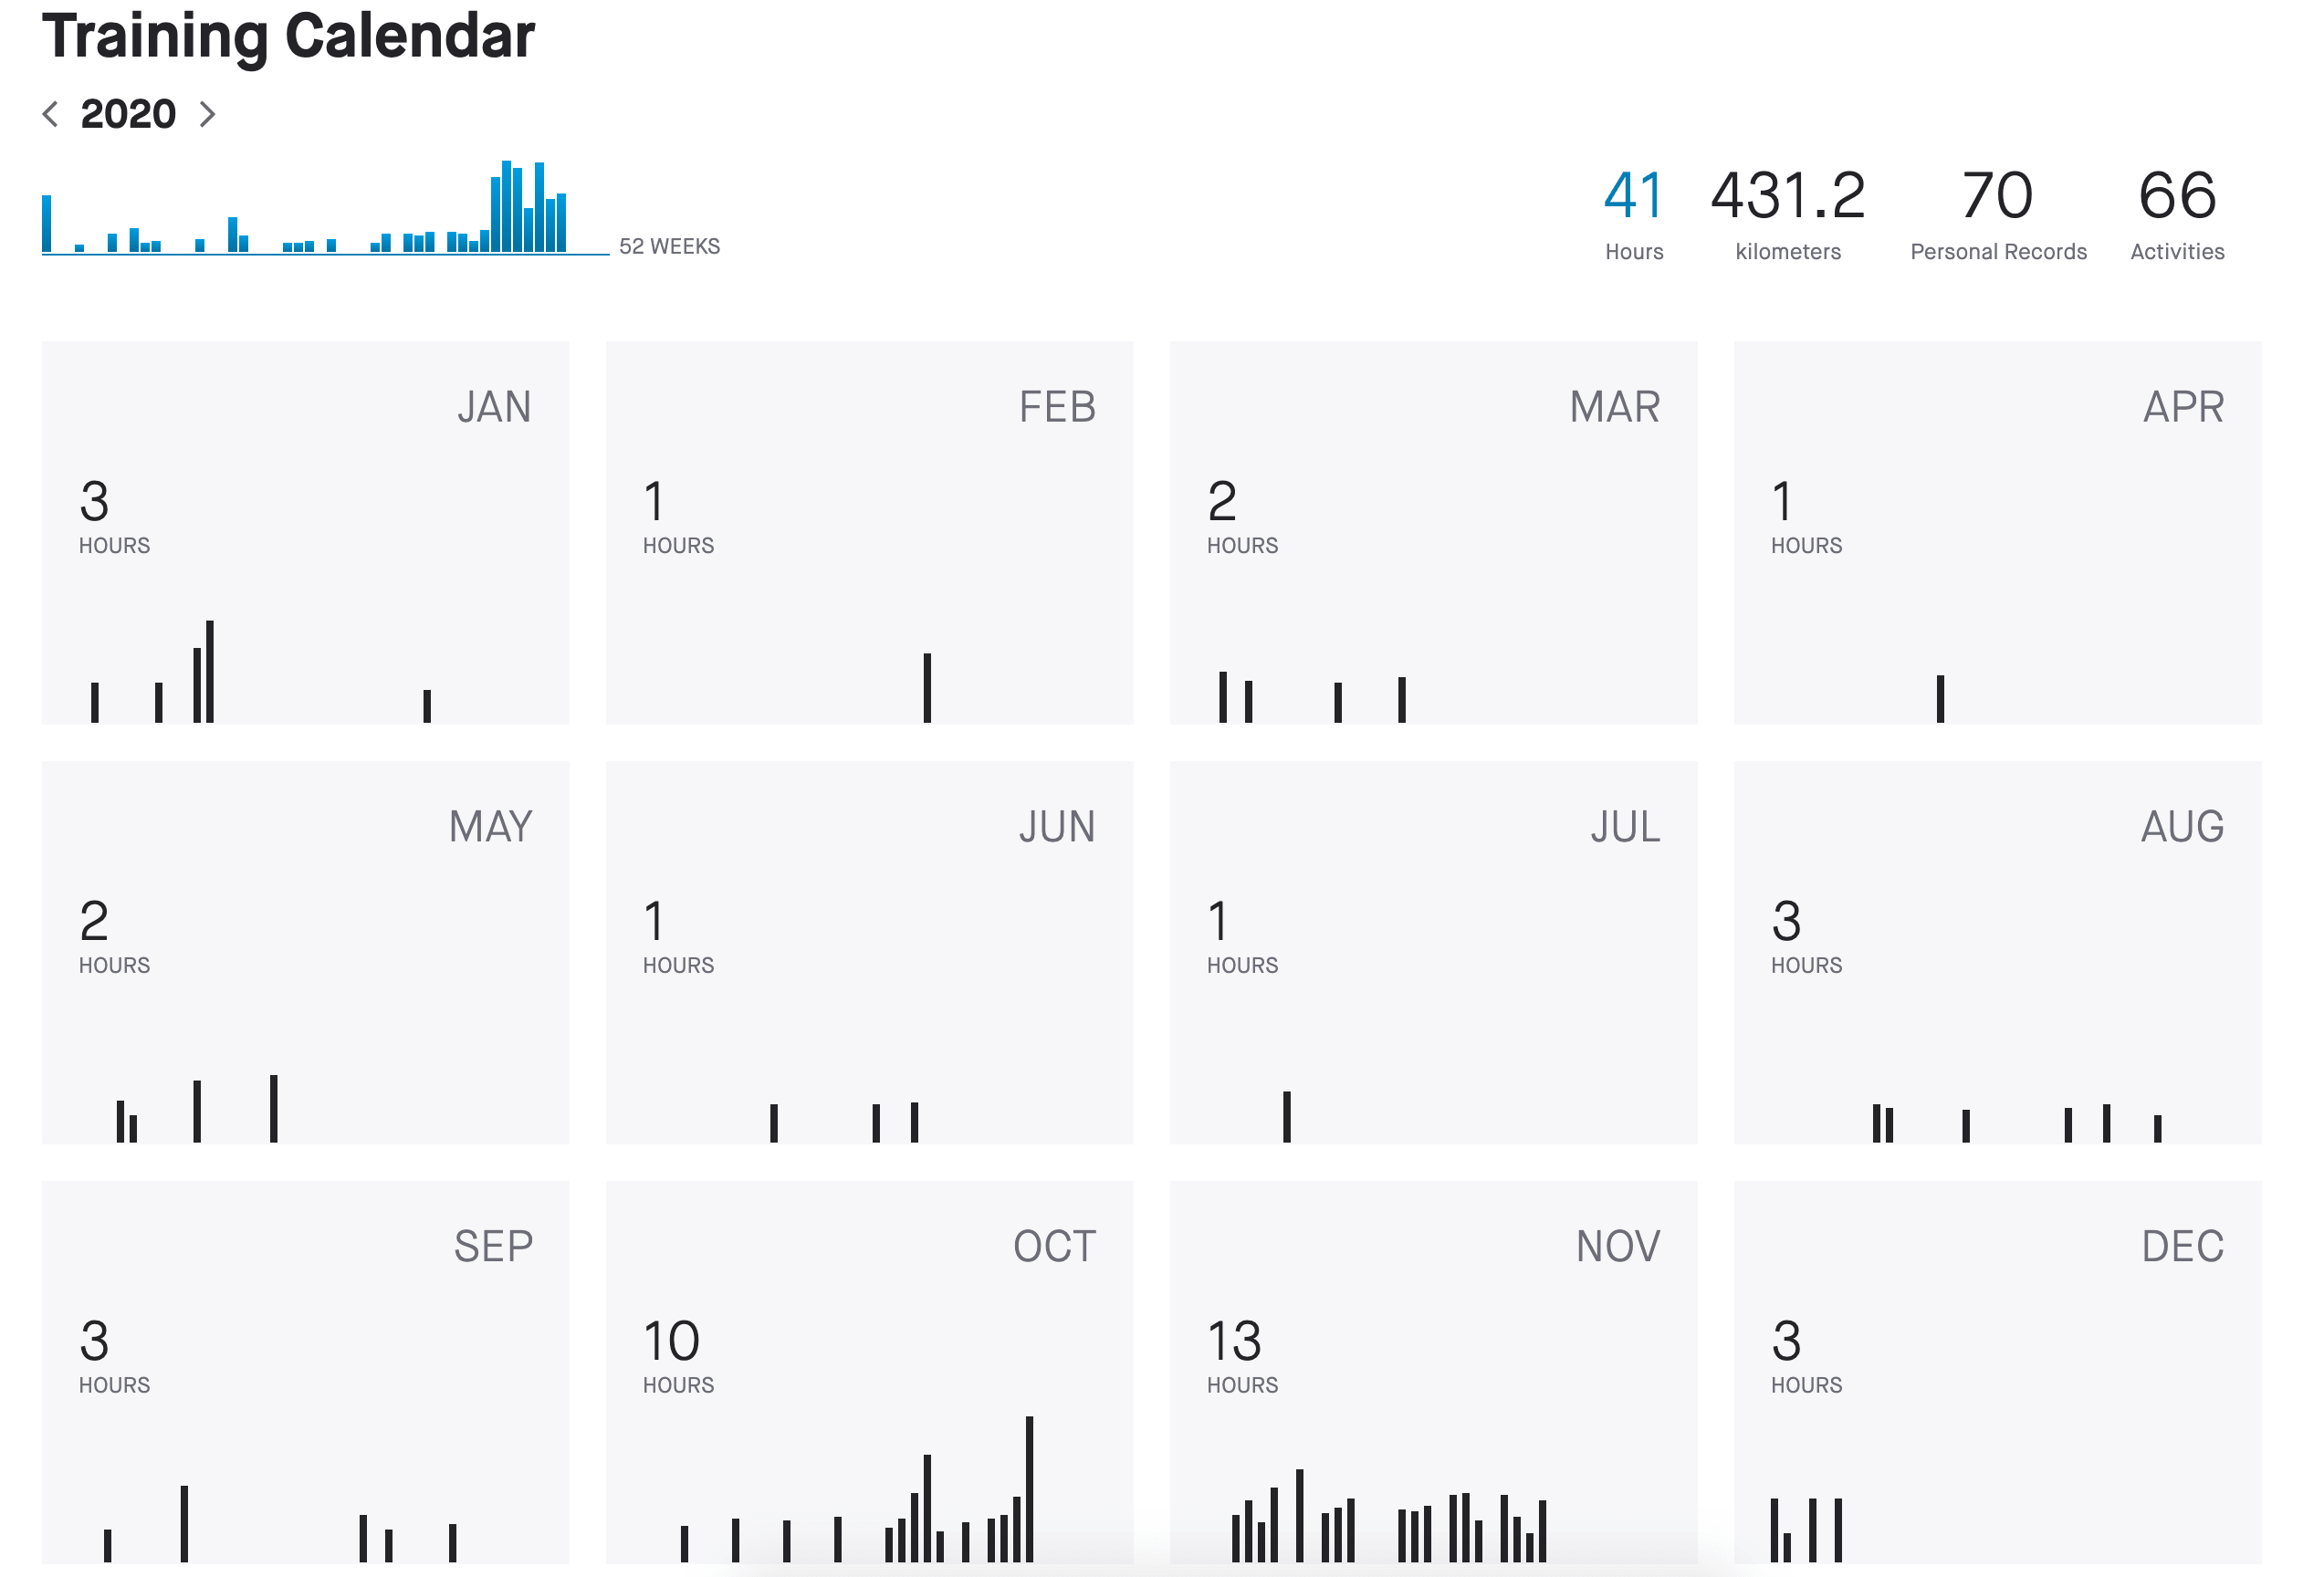 Training Calendar
2020
52 WEEKS
41 431.2 70 66
Hours kilometers Personal Records Activities
JAN FEB MAR APR
3 1 2 1
HOURS HOURS HOURS HOURS
MAY JUN JUL AUG
2 1 1 3
HOURS HOURS HOURS HOURS
SEP OCT NOV DEC
3 10 13 3
HOURS HOURS HOURS HOURS